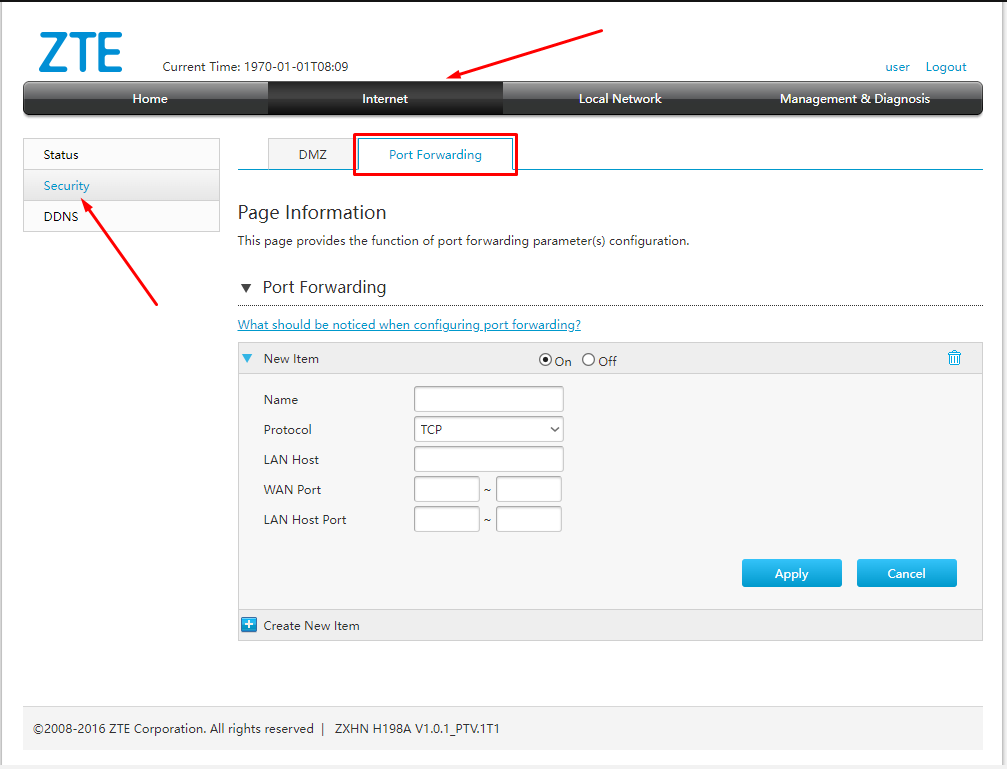 ZTE
Current Time: 1970-01-01T08:09
user Logout
Home Internet Local Network Management & Diagnosis
Status
Security
DDNS
DMZ Port Forwarding
Page Information
This page provides the function of port forwarding parameter(s) configuration.
▼ Port Forwarding
What should be noticed when configuring port forwarding?
New Item On Off
Name
Protocol TCP
LAN Host
WAN Port ~
LAN Host Port ~
Apply Cancel
Create New Item
©2008-2016 ZTE Corporation. All rights reserved | ZXHN H198A V1.0.1_PTV.1T1